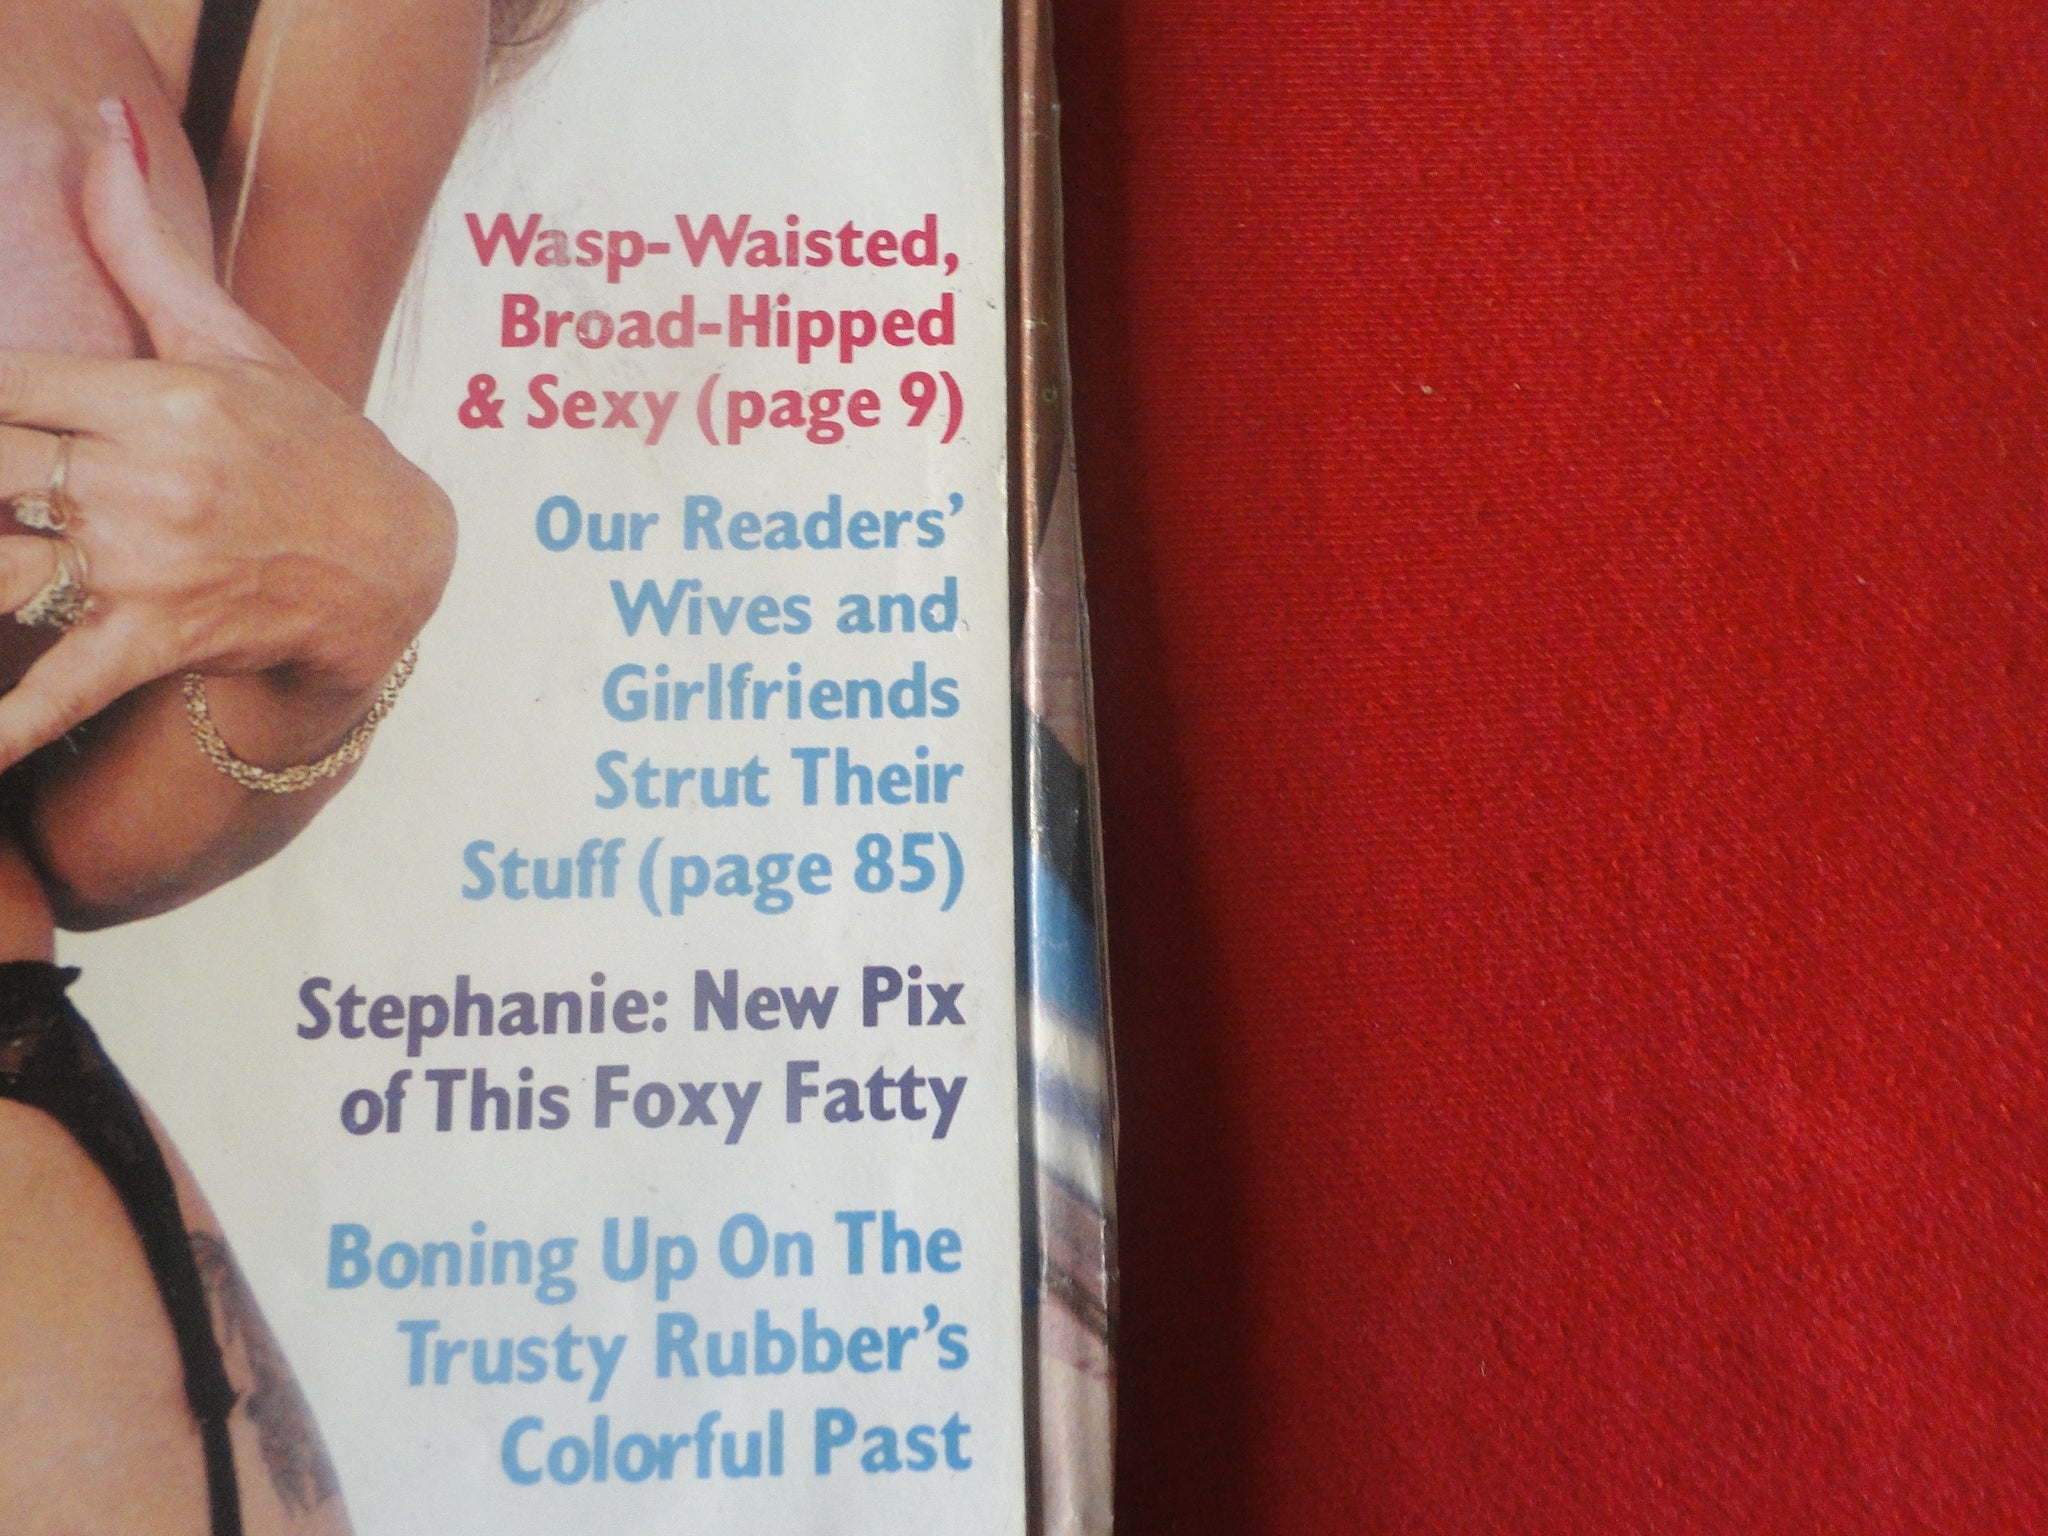 Wasp-Waisted,
Broad-Hipped
& Sexy (page 9)
Our Readers’
Wives and
Girlfriends
Strut Their
Stuff (page 85)
Stephanie: New Pix
of This Foxy Fatty
Boning Up On The
Trusty Rubber’s
Colorful Past